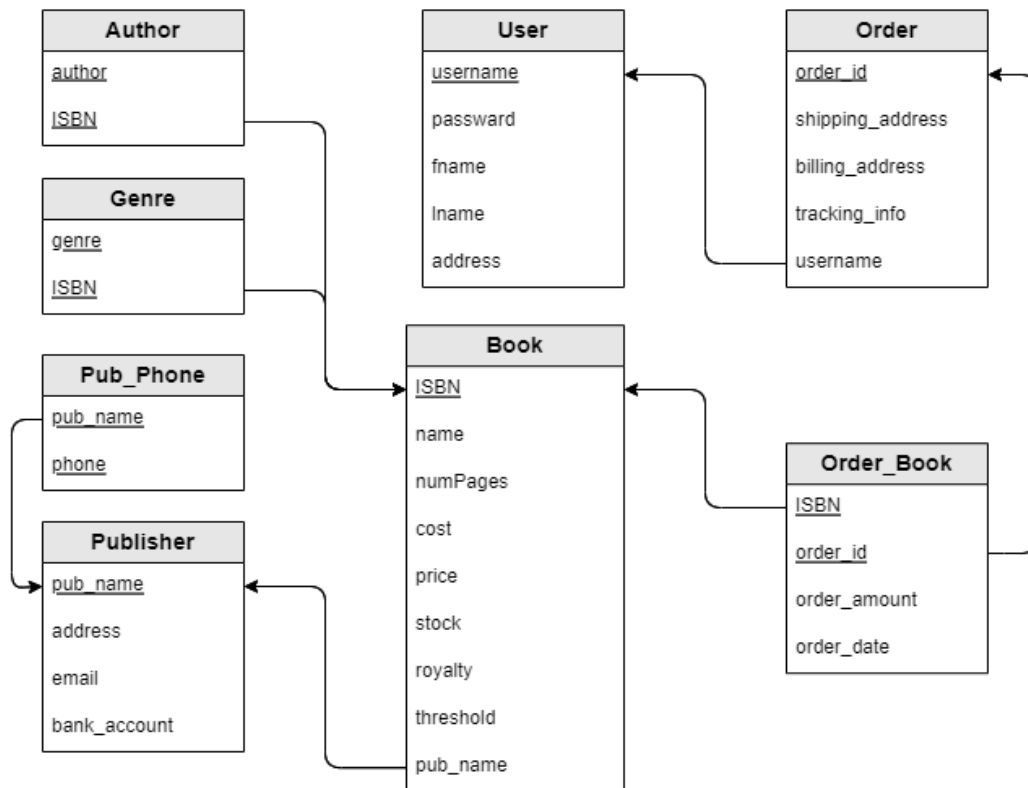 Author
author
ISBN
Genre
genre
ISBN
Pub_Phone
pub_name
phone
Publisher
pub_name
address
email
bank_account
User
username
passward
fname
lname
address
Book
ISBN
name
numPages
cost
price
stock
royalty
threshold
pub_name
Order
order_id
shipping_address
billing_address
tracking_info
username
Order_Book
ISBN
order_id
order_amount
order_date